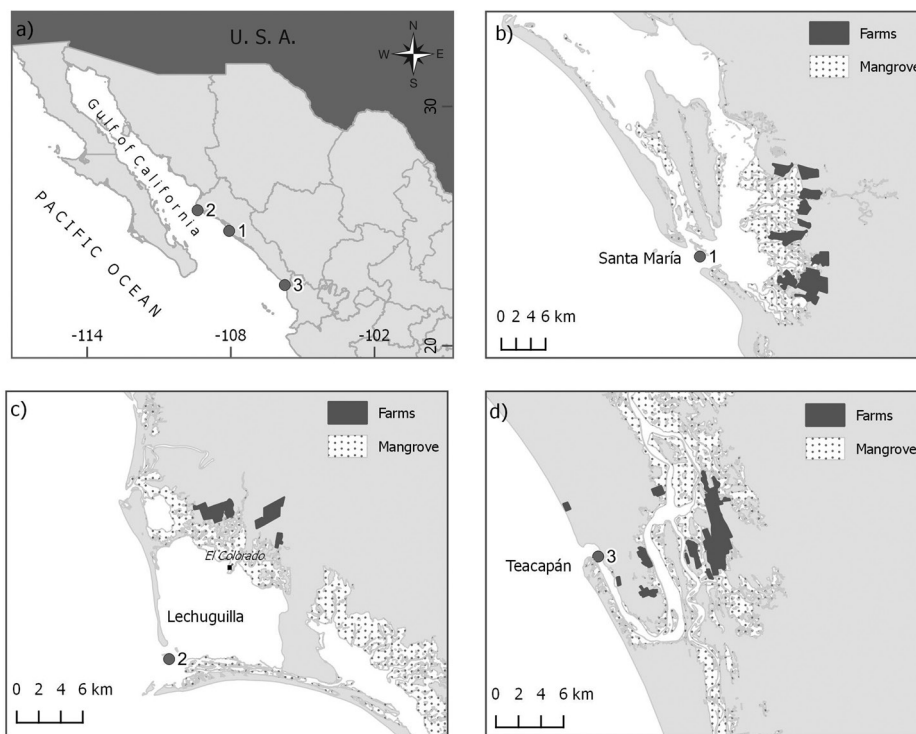 a)
U. S. A.
N
W E
S
30
Gulf of California
PACIFIC OCEAN
2
1
3
-114
-108
-102
20
b)
Farms
Mangrove
Santa María
1
0 2 4 6 km
c)
Farms
Mangrove
El Colorado
Lechuguilla
2
0 2 4 6 km
d)
Farms
Mangrove
Teacapán
3
0 2 4 6 km